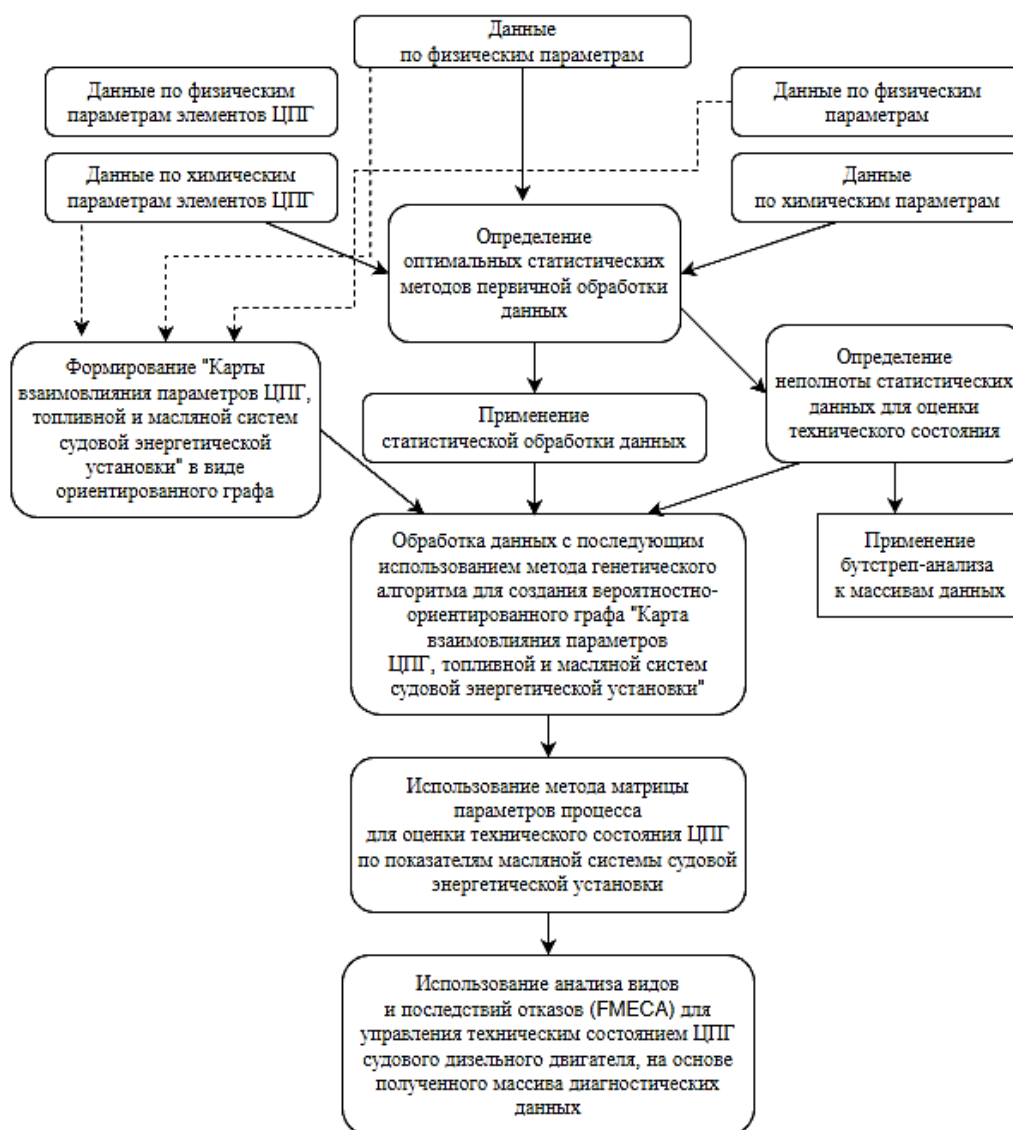 Данные
по физическим параметрам
Данные по физическим
параметрам элементов ЦПГ
Данные по физическим
параметрам
Данные по химическим
параметрам элементов ЦПГ
Данные
по химическим параметрам
Определение
оптимальных статистических
методов первичной обработки
данных
Формирование "Карты
взаимовлияния параметров ЦПГ,
топливной и масляной систем
судовой энергетической
установки" в виде
ориентированного графа
Применение
статистической обработки данных
Определение
неполноты статистических
данных для оценки
технического состояния
Обработка данных с последующим
использованием метода генетического
алгоритма для создания вероятностно-
ориентированного графа "Карта
взаимовлияния параметров
ЦПГ, топливной и масляной систем
судовой энергетической установки"
Применение
бутстреп-анализа
к массивам данных
Использование метода матрицы
параметров процесса
для оценки технического состояния ЦПГ
по показателям масляной системы судовой
энергетической установки
Использование анализа видов
и последствий отказов (FMECA) для
управления техническим состоянием ЦПГ
судового дизельного двигателя, на основе
полученного массива диагностических
данных